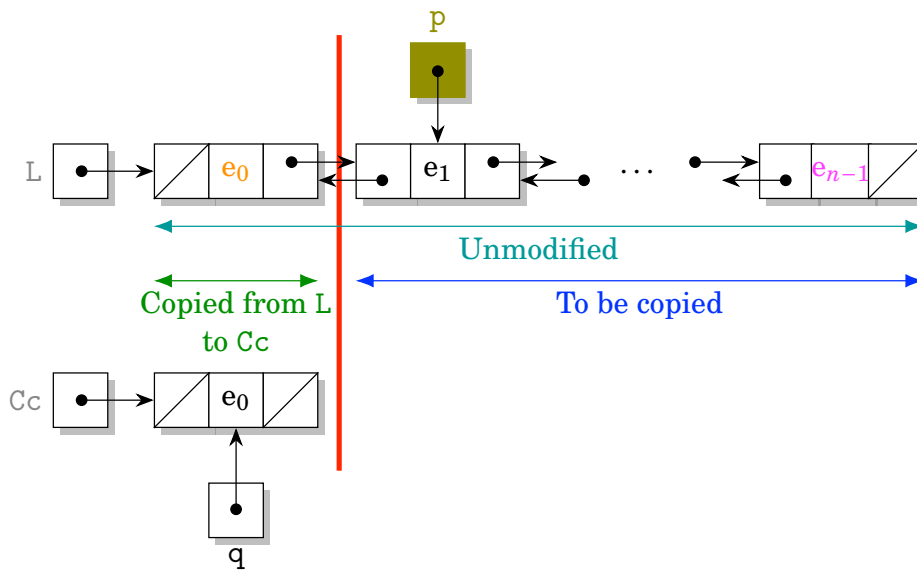 p
L e₀ e₁ ... eₙ₋₁
Unmodified
Copied from L
to Cc
To be copied
Cc e₀
q